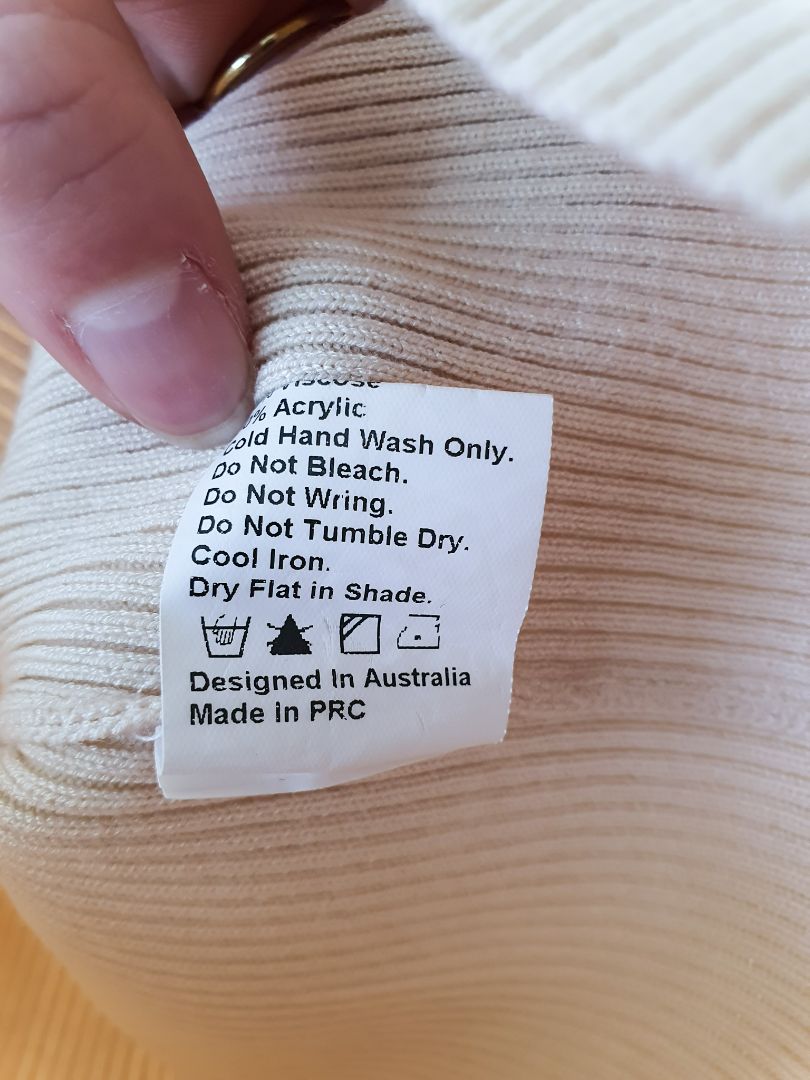 Viscose
% Acrylic
Cold Hand Wash Only.
Do Not Bleach.
Do Not Wring.
Do Not Tumble Dry.
Cool Iron.
Dry Flat in Shade.
Designed In Australia
Made in PRC